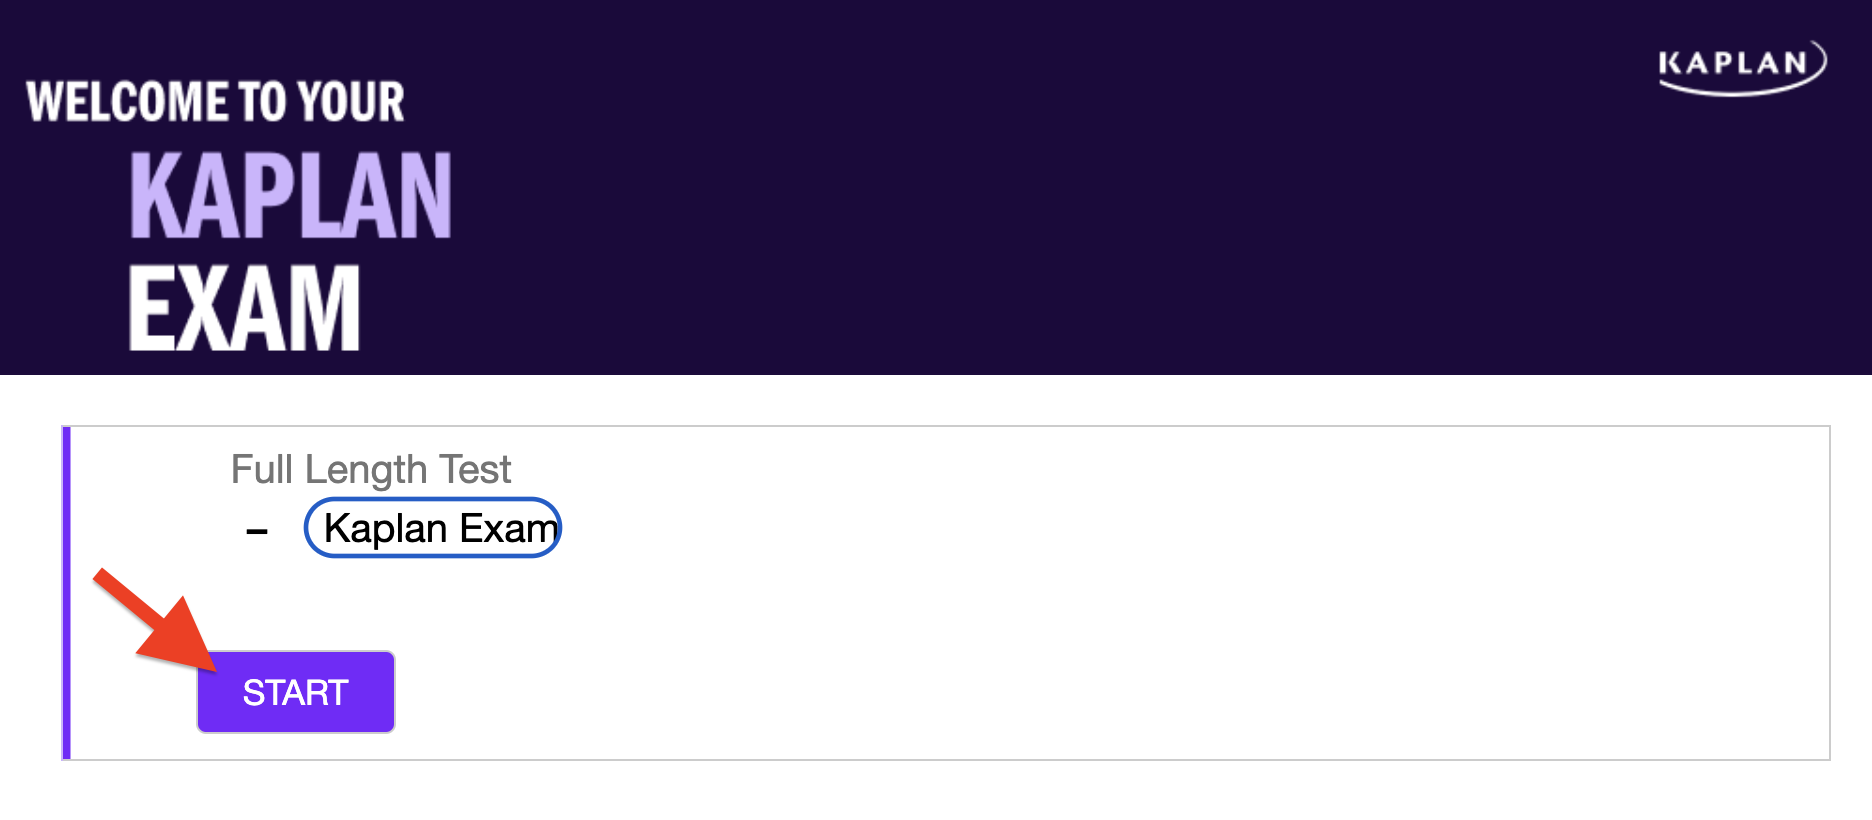 KAPLAN
WELCOME TO YOUR
KAPLAN
EXAM
Full Length Test
– Kaplan Exam
START